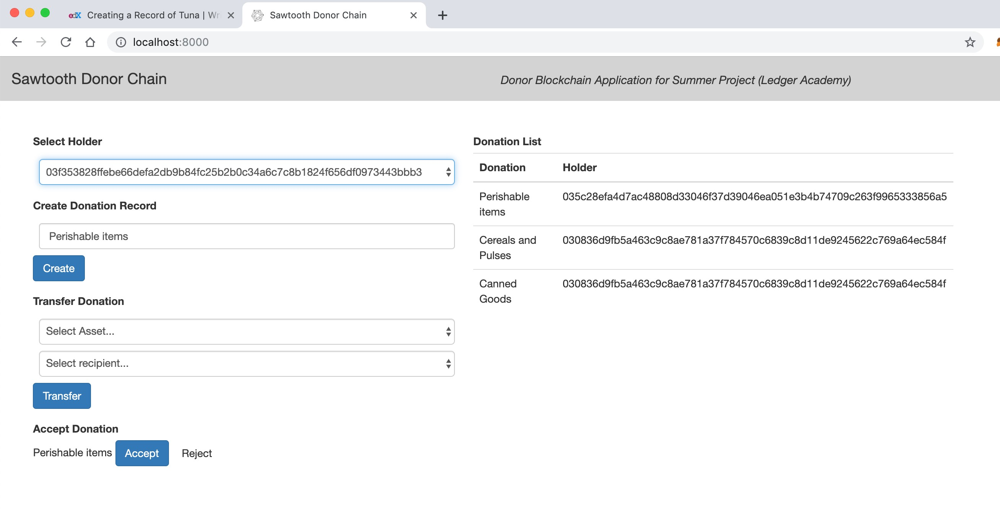 edX Creating a Record of Tuna | Wri
Sawtooth Donor Chain
localhost:8000
Sawtooth Donor Chain
Donor Blockchain Application for Summer Project (Ledger Academy)
Select Holder
03f353828ffebe66defa2db9b84fc25b2b0c34a6c7c8b1824f656df0973443bbb3
Create Donation Record
Perishable items
Create
Transfer Donation
Select Asset...
Select recipient...
Transfer
Accept Donation
Perishable items Accept Reject
Donation List
Donation Holder
Perishable items 035c28efa4d7ac48808d33046f37d39046ea051e3b4b74709c263f9965333856a5
Cereals and Pulses 030836d9fb5a463c9c8ae781a37f784570c6839c8d11de9245622c769a64ec584f
Canned Goods 030836d9fb5a463c9c8ae781a37f784570c6839c8d11de9245622c769a64ec584f